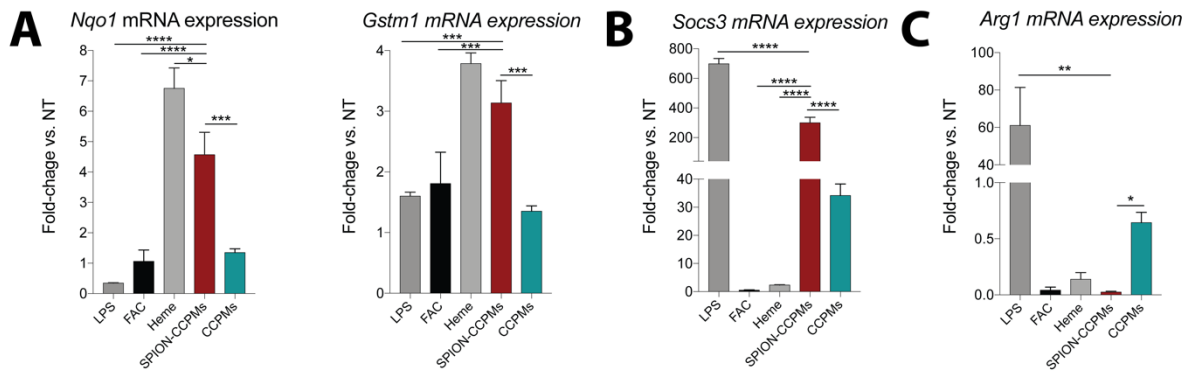 A
Nqo1 mRNA expression
Fold-chage vs. NT
8
7
6
5
4
3
2
1
0
****
****
*
***
LPS
FAC
Heme
SPION-CCPMs
CCPMs
Gstm1 mRNA expression
Fold-chage vs. NT
4
3
2
1
0
***
***
***
LPS
FAC
Heme
SPION-CCPMs
CCPMs
B
Socs3 mRNA expression
Fold-chage vs. NT
800
600
400
200
40
30
20
10
0
****
****
****
****
LPS
FAC
Heme
SPION-CCPMs
CCPMs
C
Arg1 mRNA expression
Fold-chage vs. NT
100
80
60
40
1.0
0.5
0.0
**
*
LPS
FAC
Heme
SPION-CCPMs
CCPMs